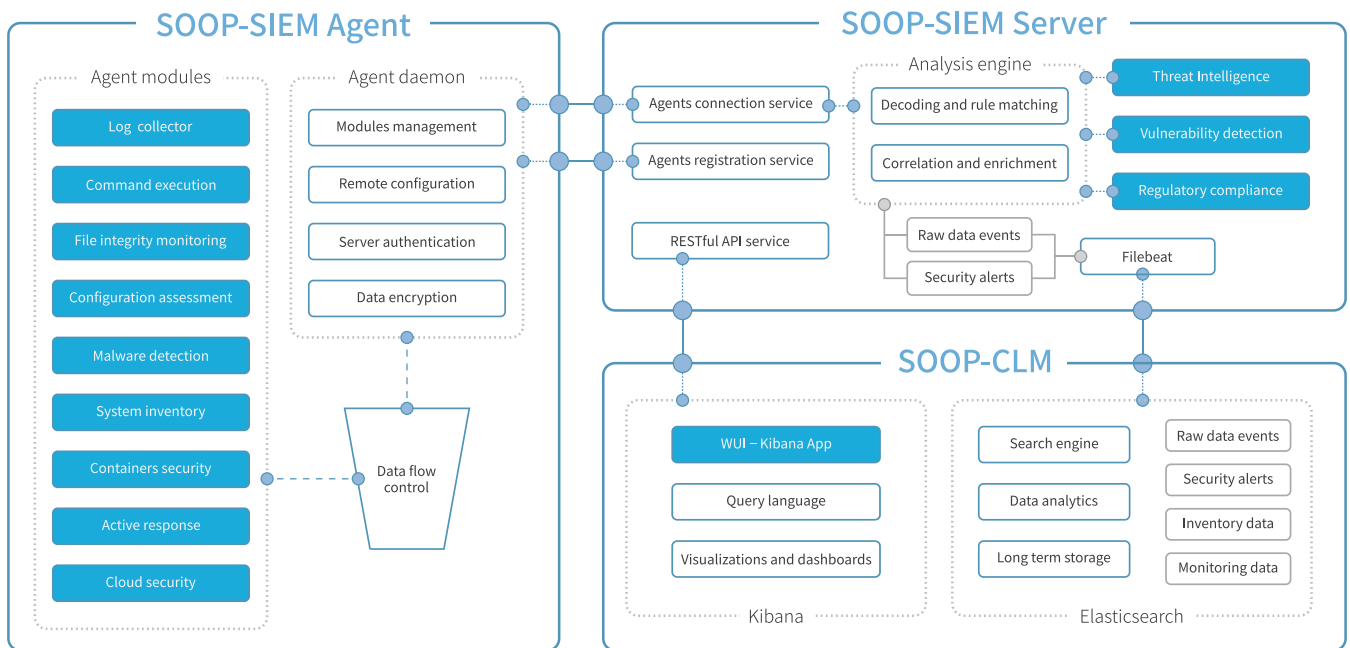 SOOP-SIEM Agent
Agent modules
Log collector
Command execution
File integrity monitoring
Configuration assessment
Malware detection
System inventory
Containers security
Active response
Cloud security
Agent daemon
Modules management
Remote configuration
Server authentication
Data encryption
Data flow
control
SOOP-SIEM Server
Agents connection service
Agents registration service
RESTful API service
Analysis engine
Decoding and rule matching
Correlation and enrichment
Raw data events
Security alerts
Filebeat
Threat Intelligence
Vulnerability detection
Regulatory compliance
SOOP-CLM
WUI – Kibana App
Query language
Visualizations and dashboards
Kibana
Search engine
Data analytics
Long term storage
Raw data events
Security alerts
Inventory data
Monitoring data
Elasticsearch